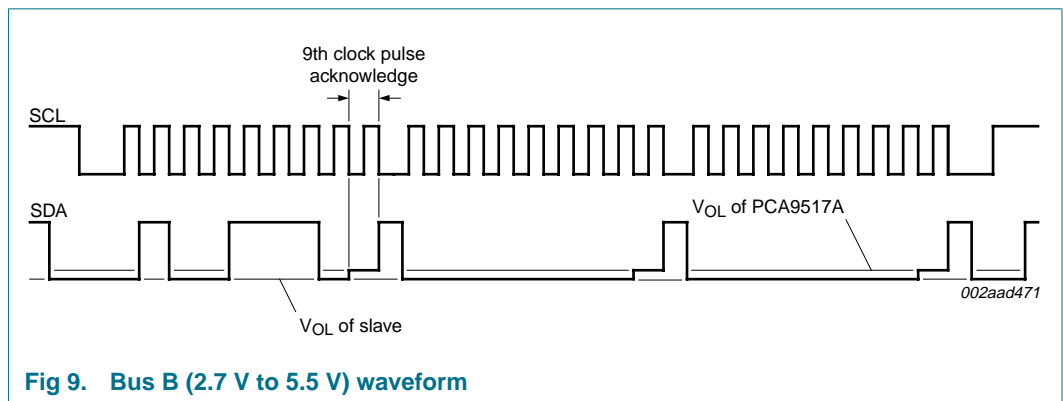 9th clock pulse
acknowledge
SCL
SDA
VOL of PCA9517A
002aad471
VOL of slave
Fig 9. Bus B (2.7 V to 5.5 V) waveform